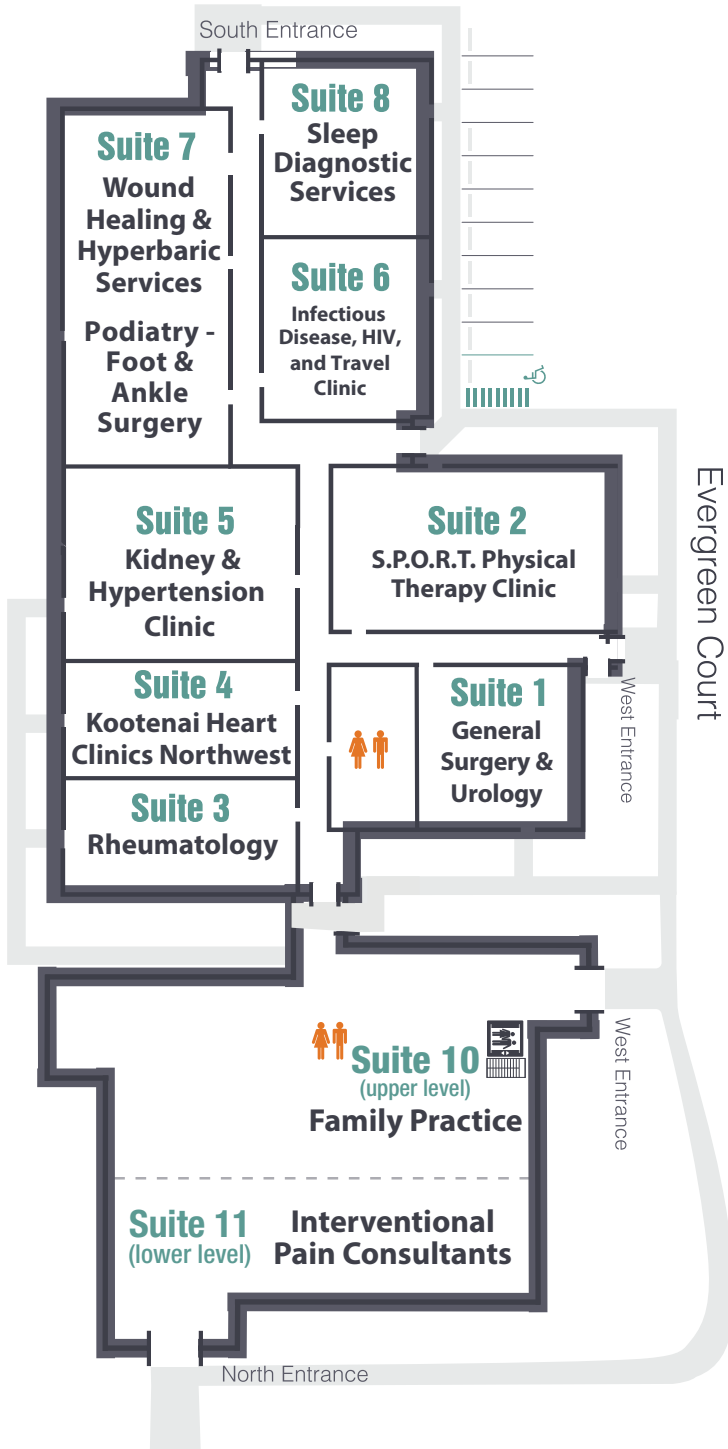 South Entrance
Suite 8
Sleep
Diagnostic
Services
Suite 7
Wound
Healing &
Hyperbaric
Services
Podiatry -
Foot &
Ankle
Surgery
Suite 6
Infectious
Disease, HIV,
and Travel
Clinic
Suite 5
Kidney &
Hypertension
Clinic
Suite 2
S.P.O.R.T. Physical
Therapy Clinic
Evergreen Court
Suite 4
Kootenai Heart
Clinics Northwest
Suite 1
General
Surgery &
Urology
West Entrance
Suite 3
Rheumatology
Suite 10
(upper level)
Family Practice
West Entrance
Suite 11
(lower level)
Interventional
Pain Consultants
North Entrance